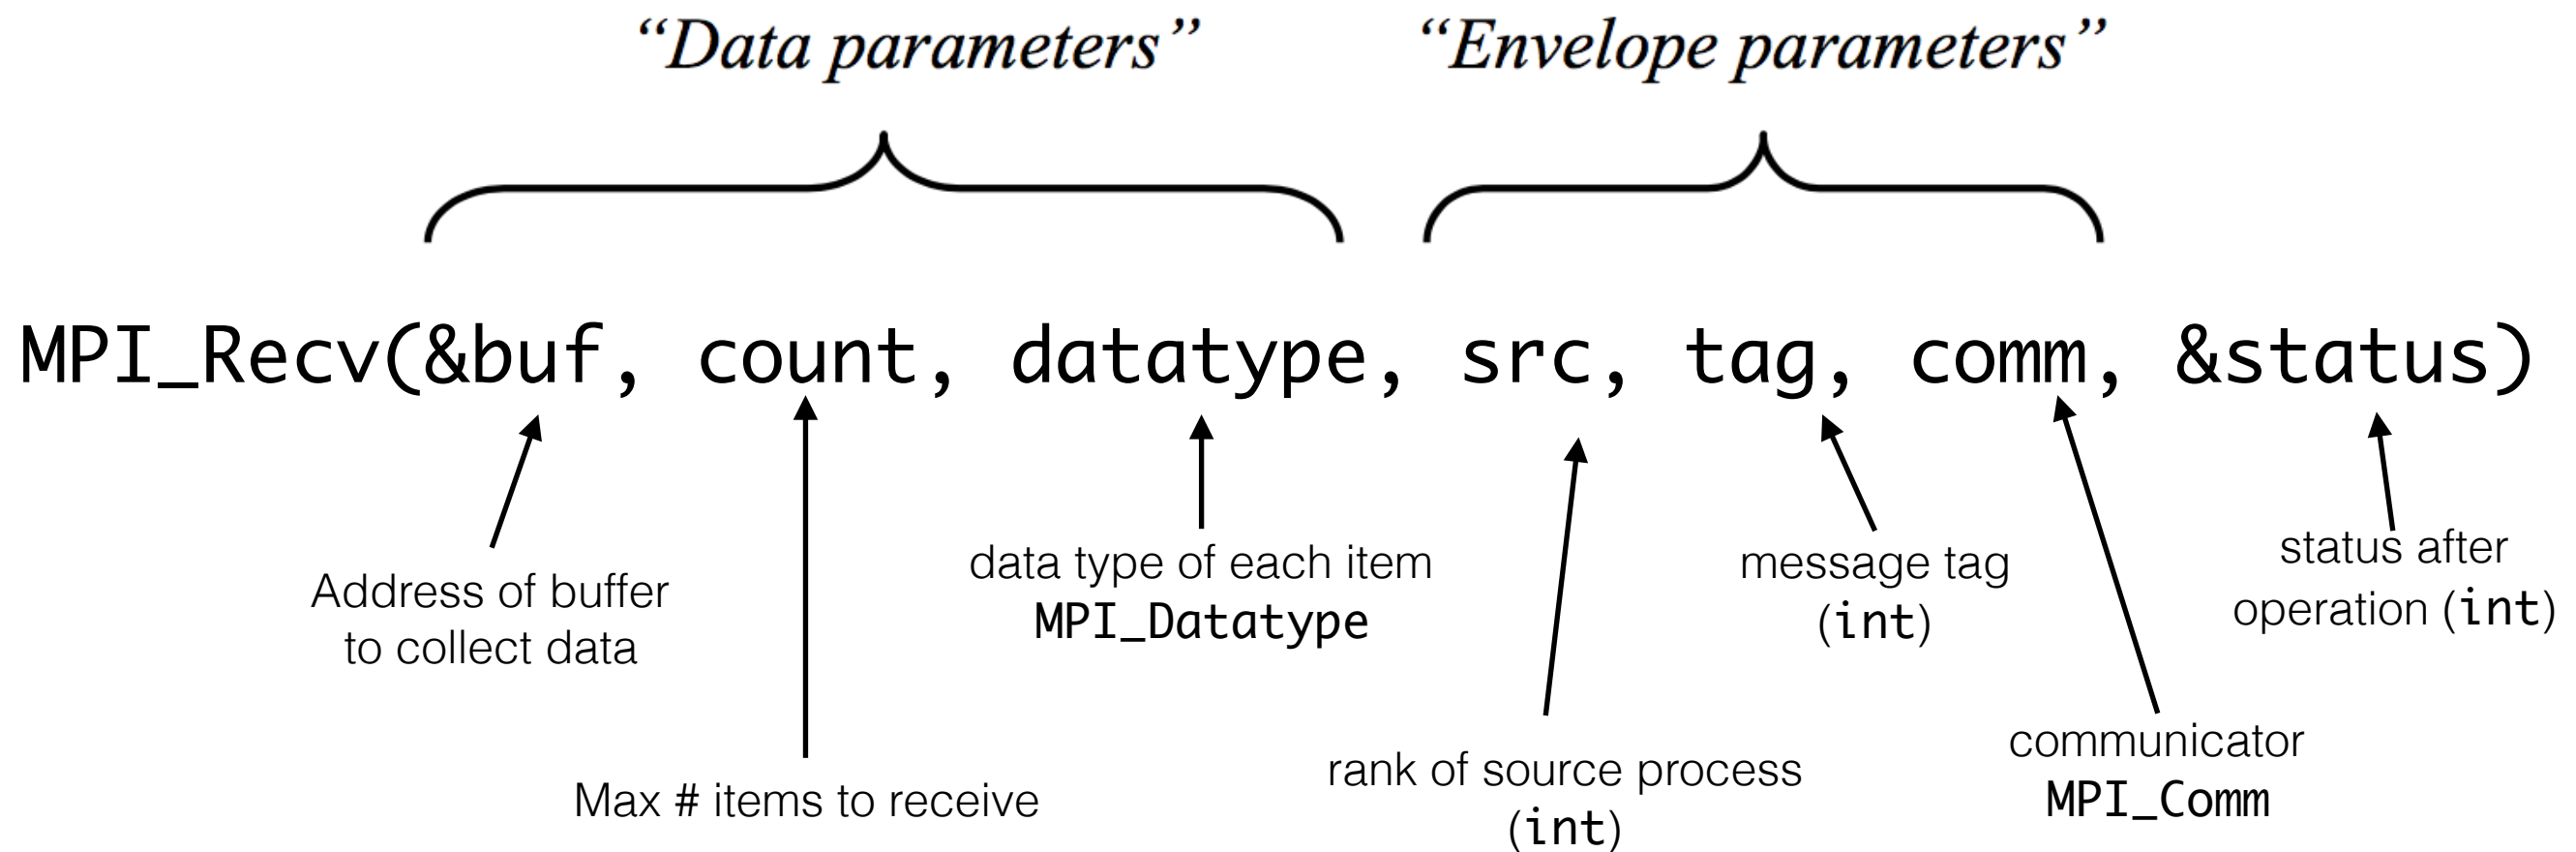 “Data parameters” “Envelope parameters”
MPI_Recv(&buf, count, datatype, src, tag, comm, &status)
Address of buffer
to collect data
Max # items to receive
data type of each item
MPI_Datatype
rank of source process
(int)
message tag
(int)
communicator
MPI_Comm
status after
operation (int)